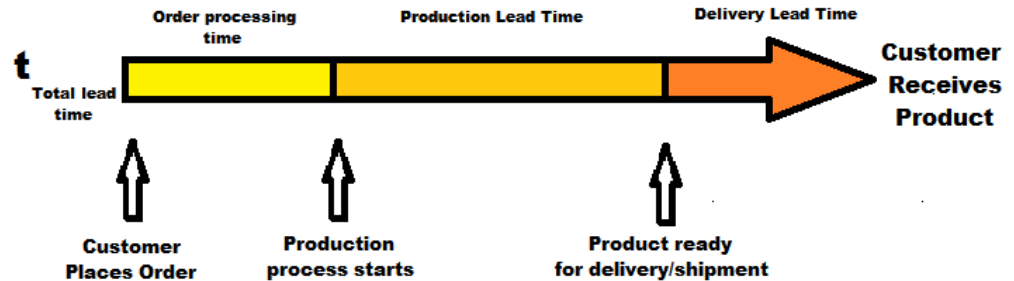 Order processing
time
Production Lead Time
Delivery Lead Time
t
Total lead
time
Customer
Receives
Product
Customer
Places Order
Production
process starts
Product ready
for delivery/shipment